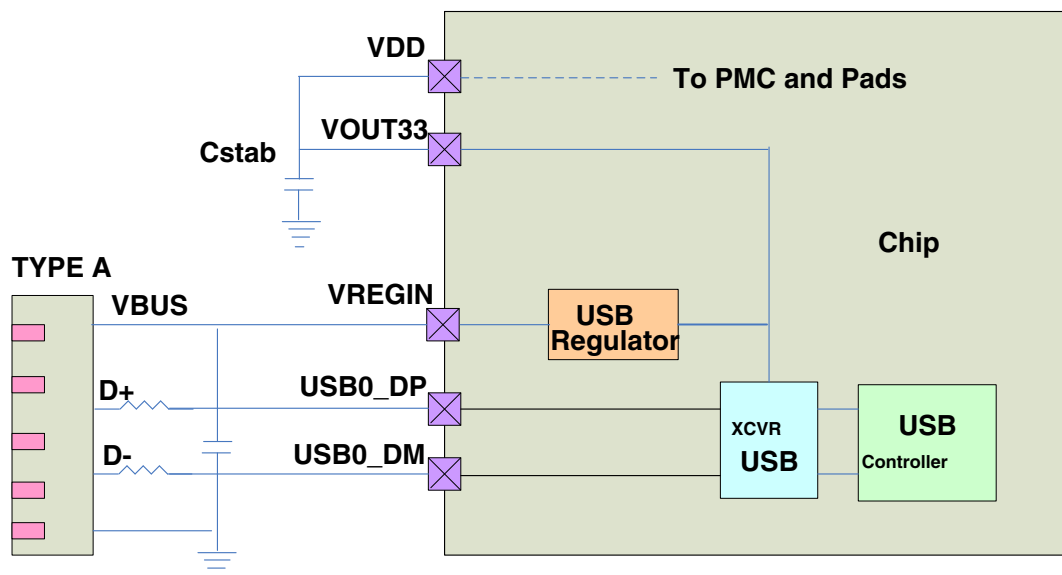 VDD
To PMC and Pads
VOUT33
Cstab
Chip
TYPE A
VBUS
VREGIN
USB
Regulator
D+
USB0_DP
XCVR
USB
USB
Controller
D-
USB0_DM